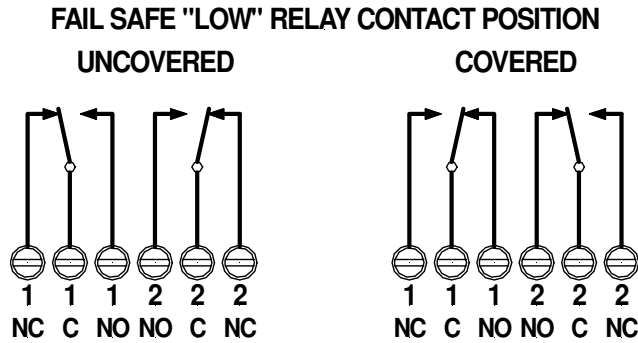 FAIL SAFE "LOW" RELAY CONTACT POSITION
UNCOVERED COVERED
1 1 1 2 2 2 1 1 1 2 2 2
NC C NO NO C NC NC C NO NO C NC